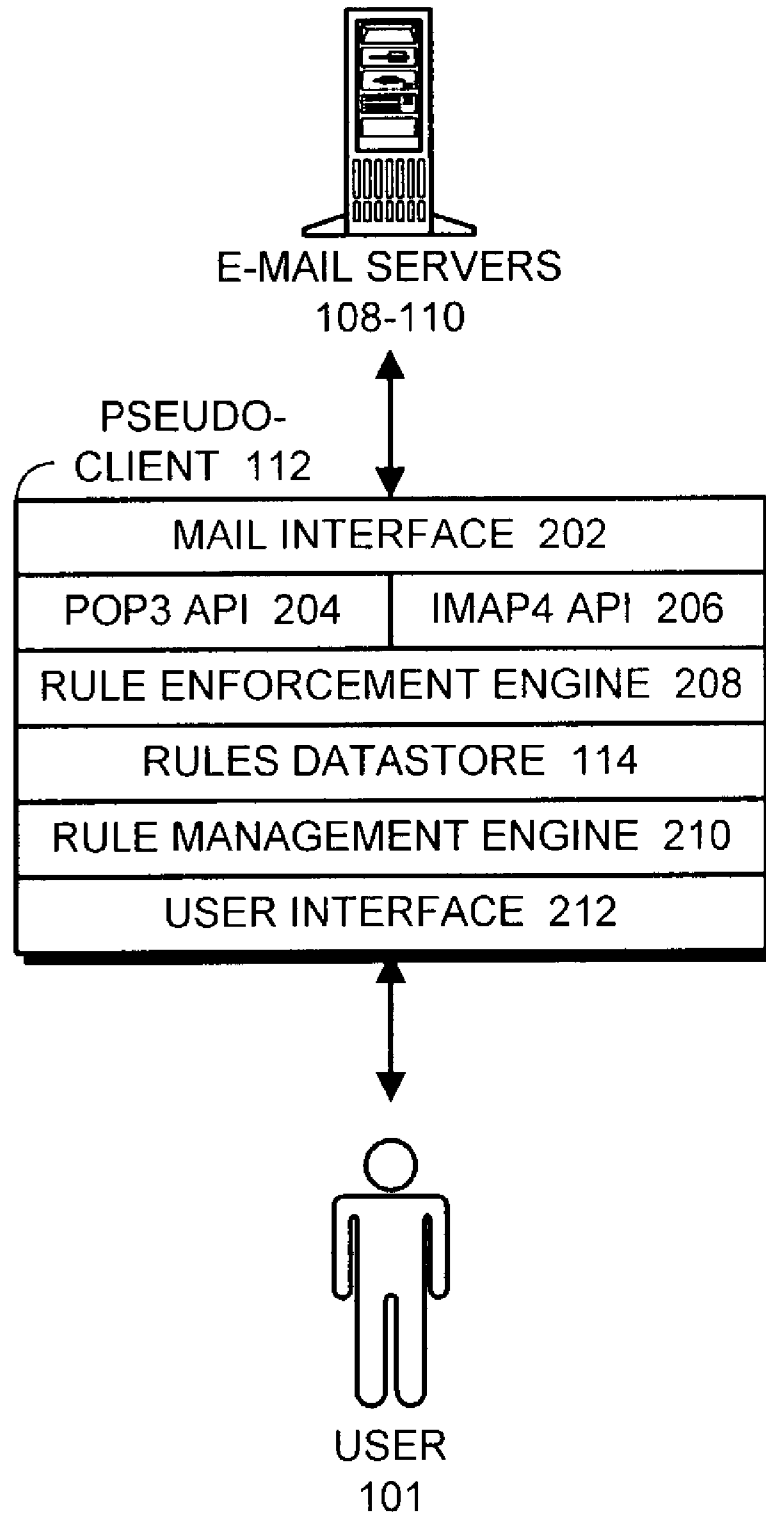 E-MAIL SERVERS
108-110
PSEUDO-
CLIENT 112
MAIL INTERFACE 202
POP3 API 204
IMAP4 API 206
RULE ENFORCEMENT ENGINE 208
RULES DATASTORE 114
RULE MANAGEMENT ENGINE 210
USER INTERFACE 212
USER
101